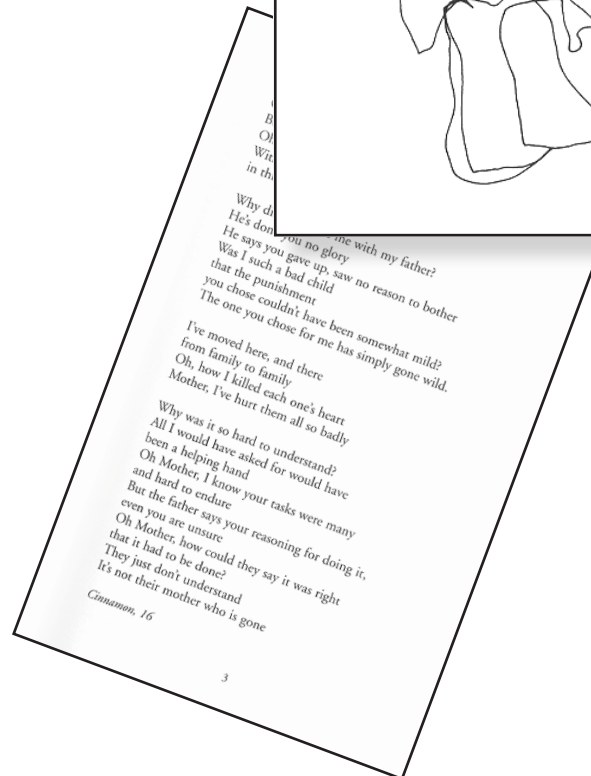 B
Oh
Wit
in th
Why di me with my father?
He's don you no glory
He says you gave up, saw no reason to bother
Was I such a bad child
that the punishment
you chose couldn't have been somewhat mild?
The one you chose for me has simply gone wild.
I've moved here, and there
from family to family
Oh, how I killed each one's heart
Mother, I've hurt them all so badly
Why was it so hard to understand?
All I would have asked for would have
been a helping hand
Oh Mother, I know your tasks were many
and hard to endure
But the father says your reasoning for doing it,
even you are unsure
Oh Mother, how could they say it was right
that it had to be done?
They just don't understand
It's not their mother who is gone
Cinnamon, 16
3